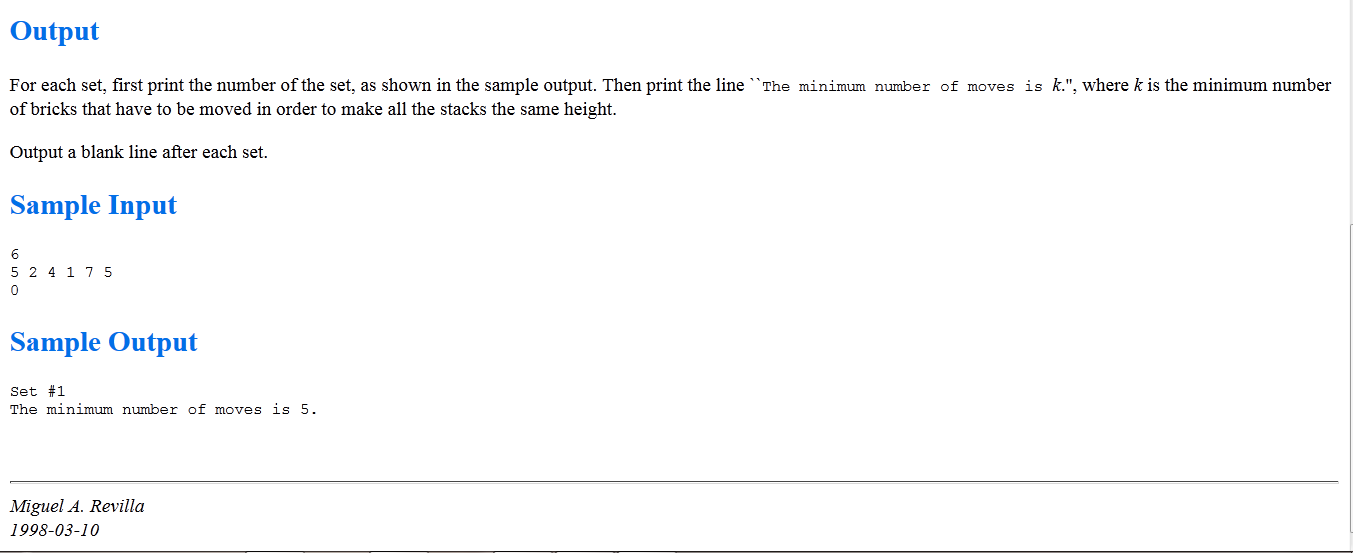 Output
For each set, first print the number of the set, as shown in the sample output. Then print the line ``The minimum number of moves is k.", where k is the minimum number
of bricks that have to be moved in order to make all the stacks the same height.
Output a blank line after each set.
Sample Input
6
5 2 4 1 7 5
0
Sample Output
Set #1
The minimum number of moves is 5.
Miguel A. Revilla
1998-03-10